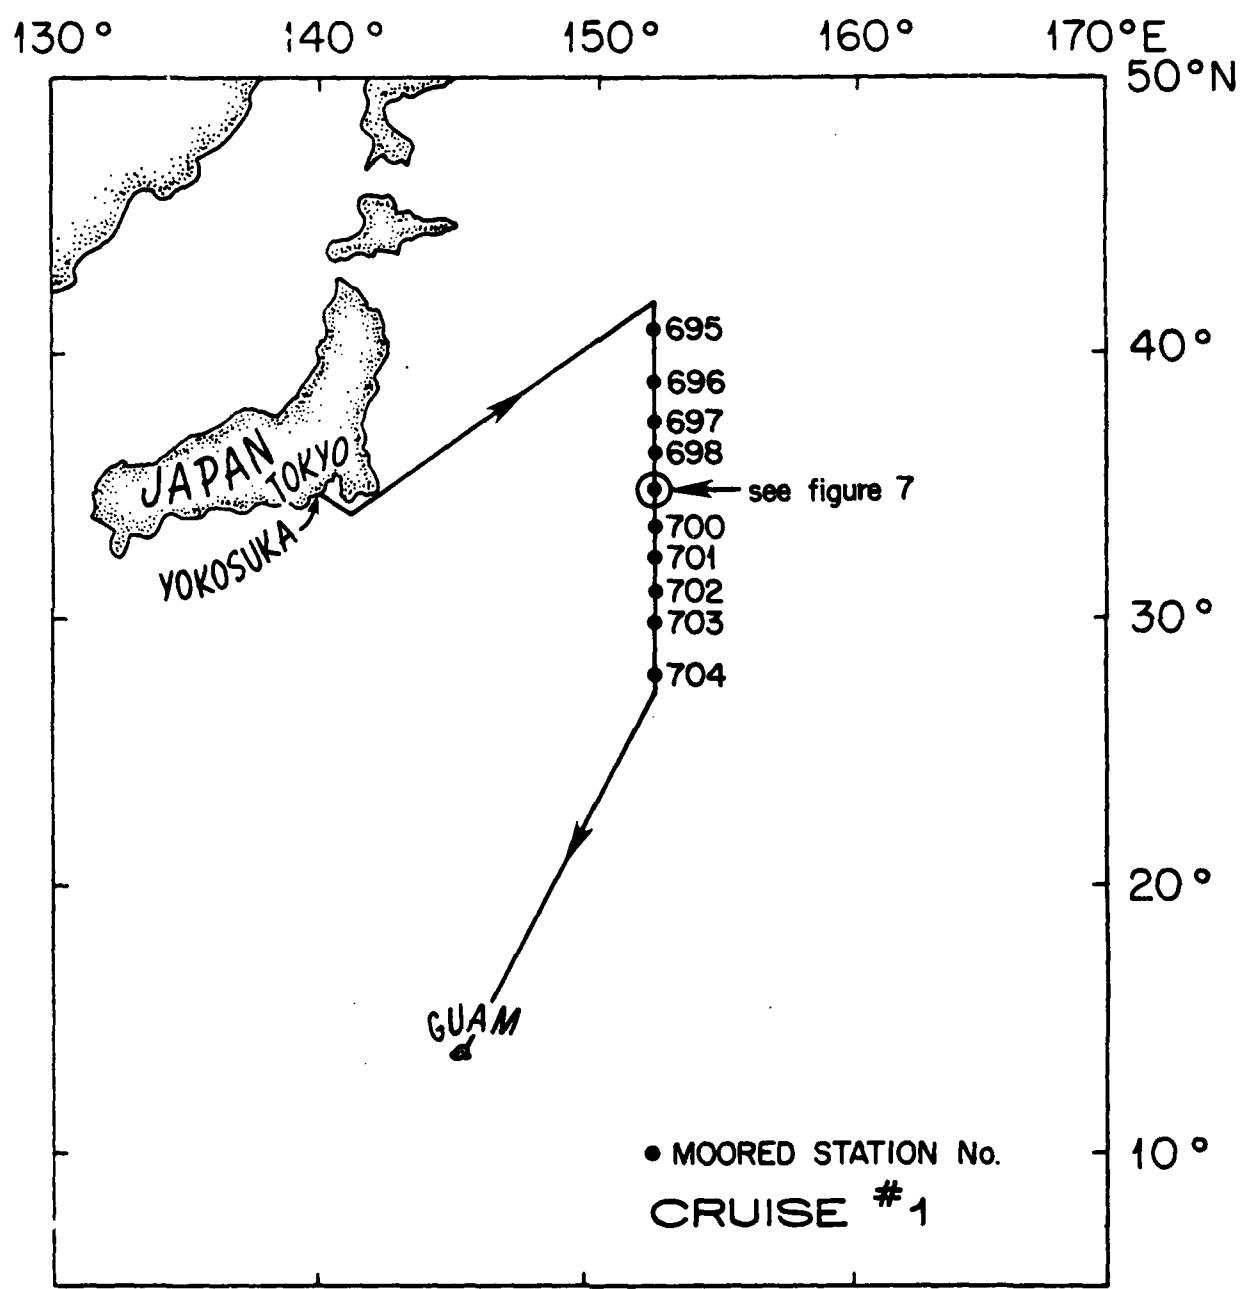 130° 140° 150° 160° 170°E
50°N
695
40°
696
697
698
JAPAN
TOKYO
see figure 7
700
YOKOSUKA
701
702
30°
703
704
20°
GUAM
10°
● MOORED STATION No.
CRUISE #1